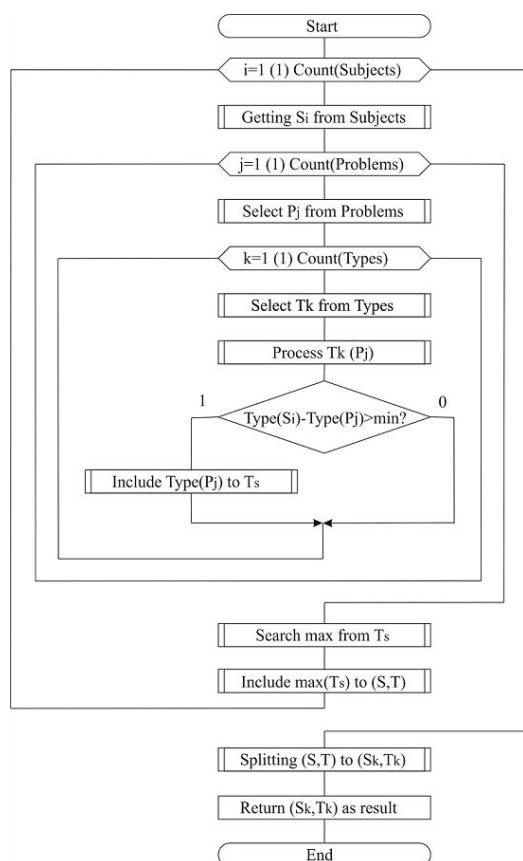 Start
i=1 (1) Count(Subjects)
Getting Si from Subjects
j=1 (1) Count(Problems)
Select Pj from Problems
k=1 (1) Count(Types)
Select Tk from Types
Process Tk (Pj)
1
0
Type(Si)-Type(Pj)>min?
Include Type(Pj) to Ts
Search max from Ts
Include max(Ts) to (S,T)
Splitting (S,T) to (Sk,Tk)
Return (Sk,Tk) as result
End